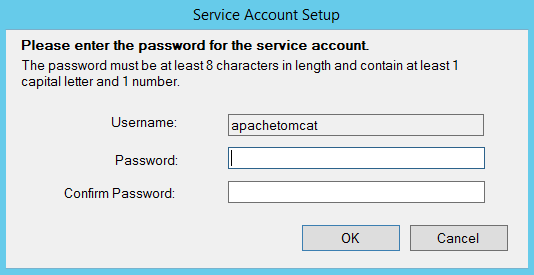 Service Account Setup
Please enter the password for the service account.
The password must be at least 8 characters in length and contain at least 1
capital letter and 1 number.
Username:
apachetomcat
Password:
Confirm Password:
OK
Cancel